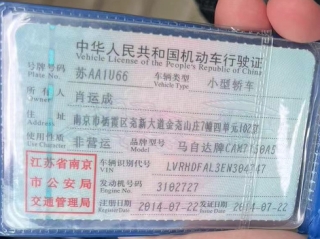 中华人民共和国机动车行驶证
Vehicle License of the People's Republic of China
号牌号码 苏AA1U66 车辆类型 小型轿车
Plate No. Vehicle Type
所有人 肖运成
Owner
住址 南京市栖霞区尧新大道金尧山庄7幢四单元102室
Address
使用性质 非营运 品牌型号 马自达牌CAM7150A5
Use Character Model
江苏省南京
市公安局
交通管理局
车辆识别代号
VIN
发动机号码 3102727
Engine No.
注册日期 2014-07-22 发证日期 2014-07-22
Register Date Issue Date